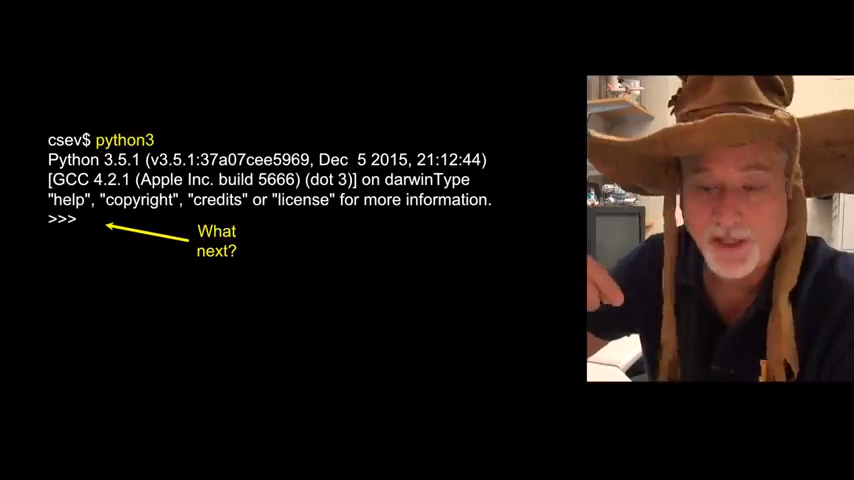 csev$ python3
Python 3.5.1 (v3.5.1:37a07cee5969, Dec  5 2015, 21:12:44)
[GCC 4.2.1 (Apple Inc. build 5666) (dot 3)] on darwinType
"help", "copyright", "credits" or "license" for more information.
>>>
What
next?